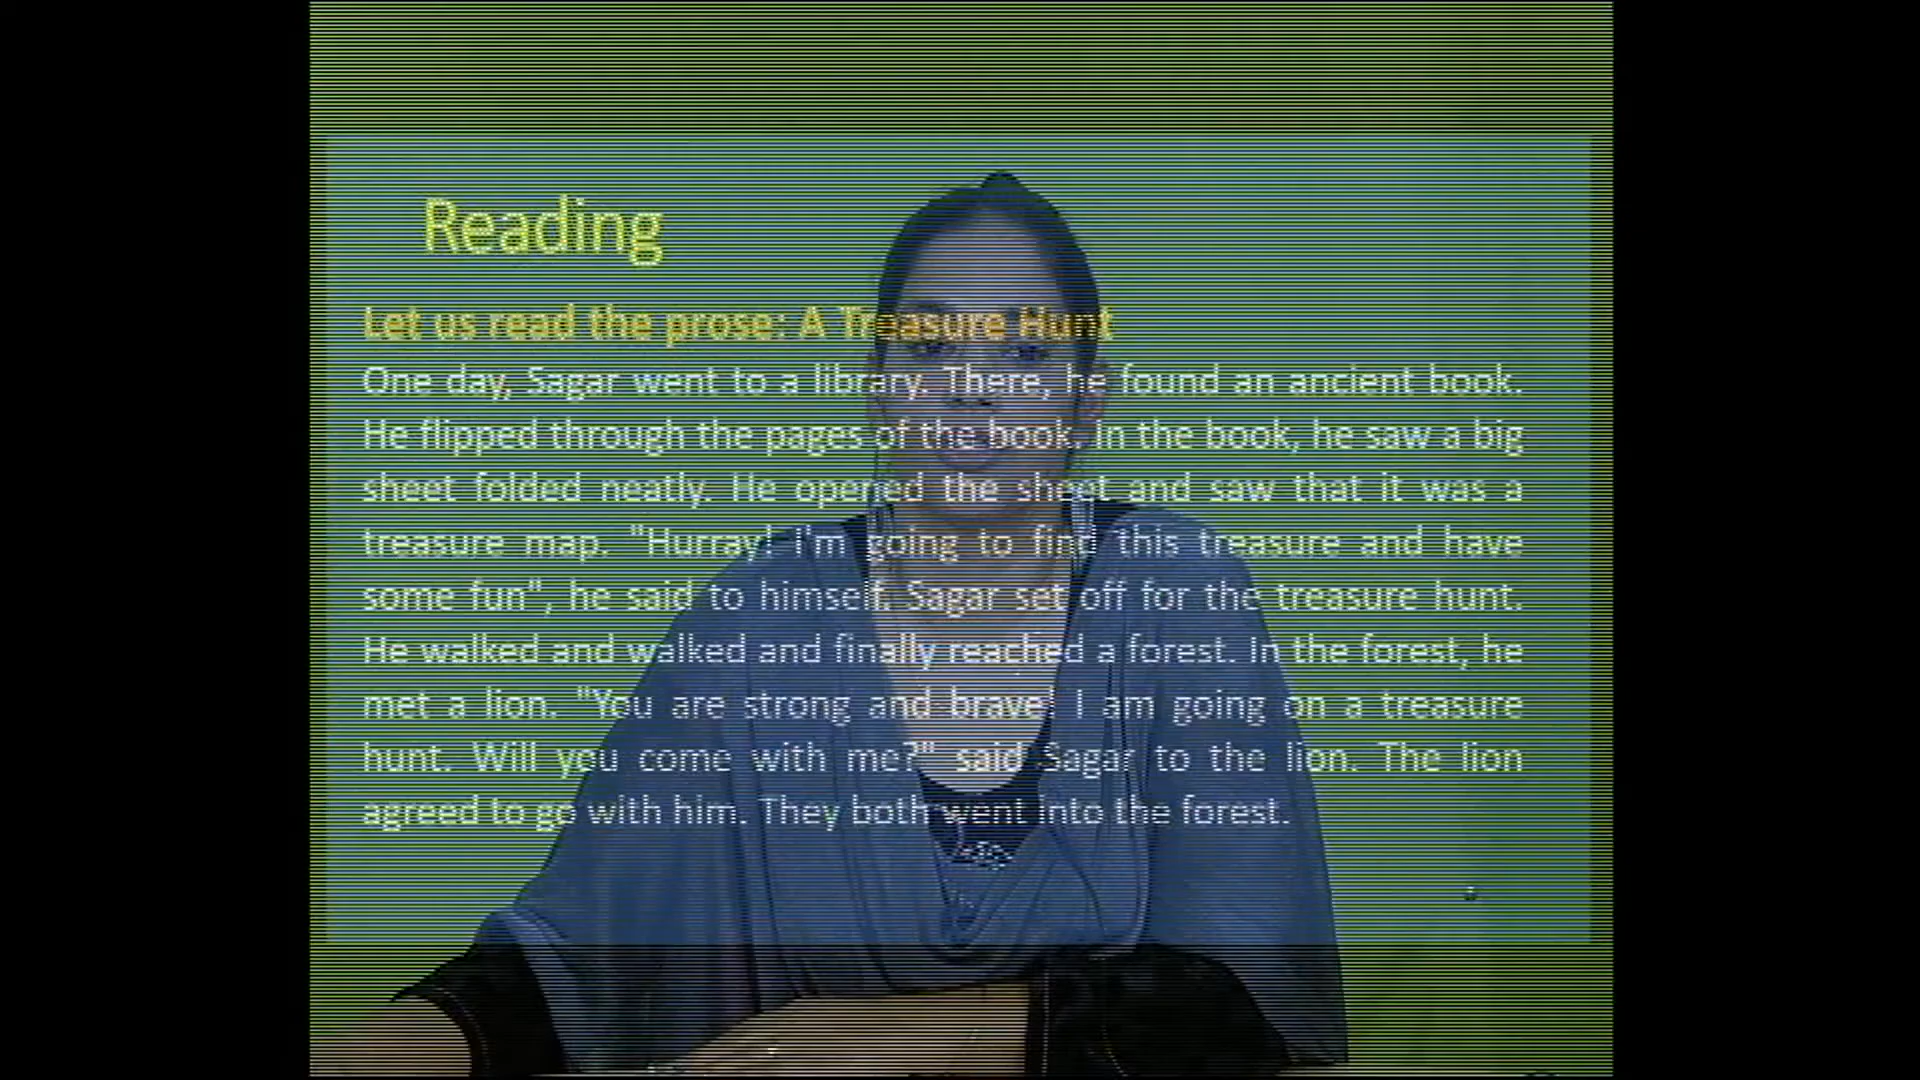 Reading
Let us read the prose: A Treasure Hunt
One day, Sagar went to a library. There, he found an ancient book.
He flipped through the pages of the book. In the book, he saw a big
sheet folded neatly. He opened the sheet and saw that it was a
treasure map. "Hurray! I'm going to find this treasure and have
some fun", he said to himself. Sagar set off for the treasure hunt.
He walked and walked and finally reached a forest. In the forest, he
met a lion. "You are strong and brave! I am going on a treasure
hunt. Will you come with me?" said Sagar to the lion. The lion
agreed to go with him. They both went into the forest.